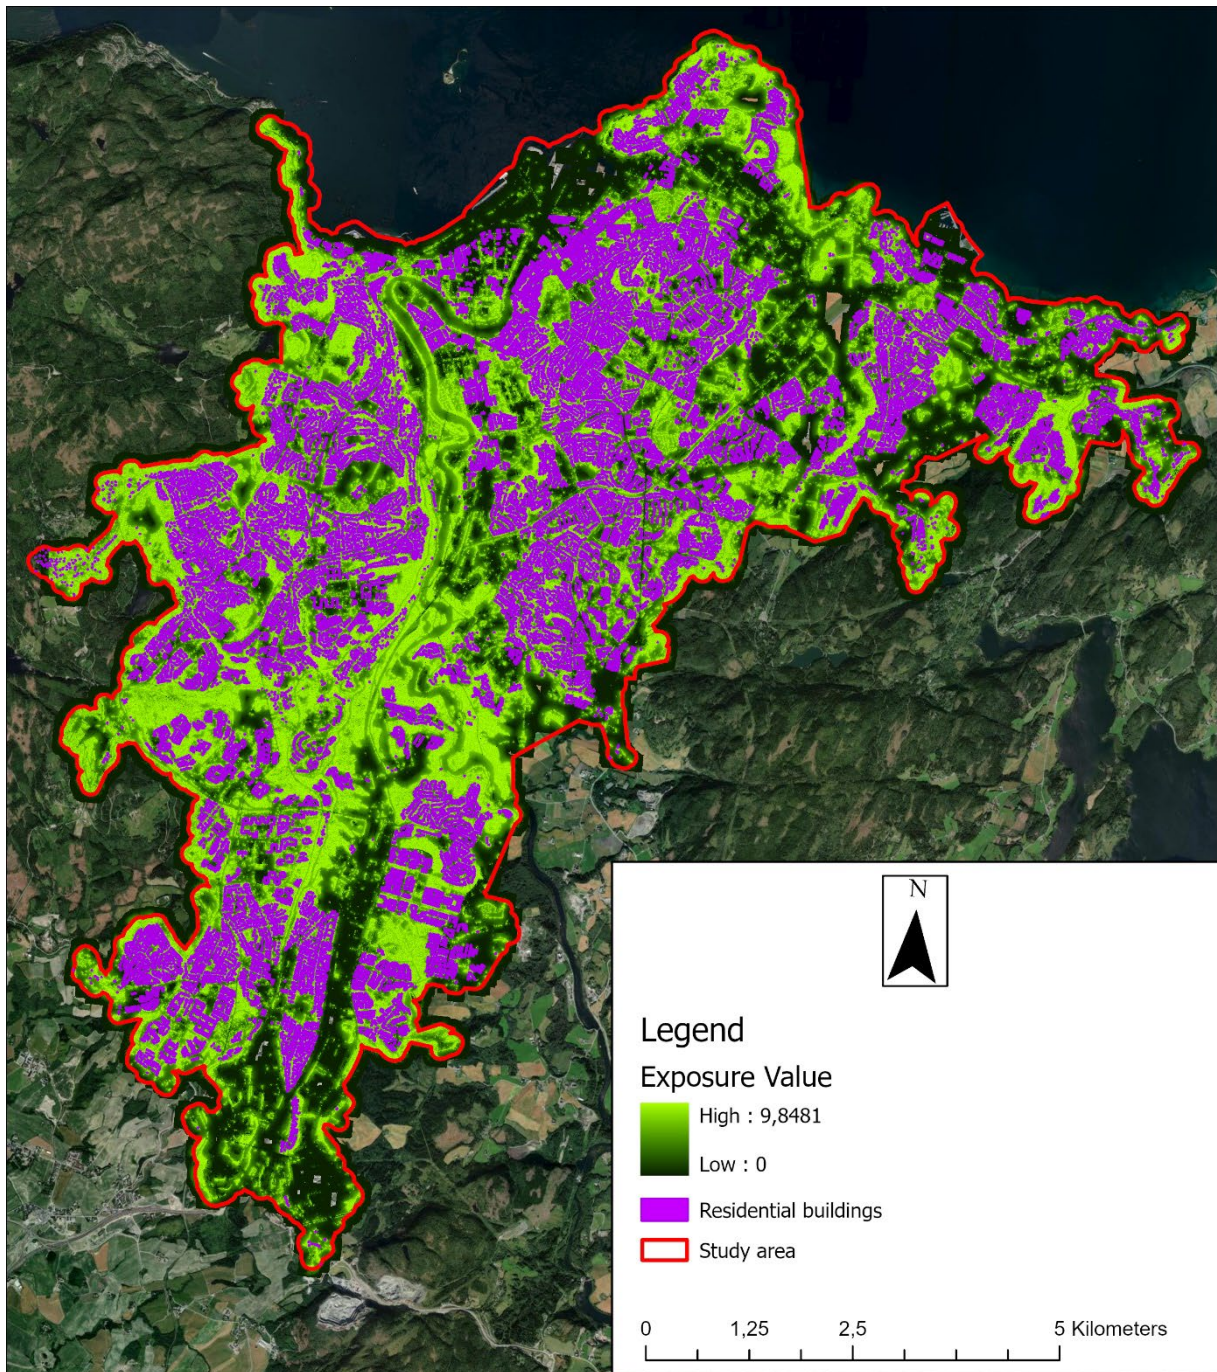 N
Legend
Exposure Value
High : 9,8481
Low : 0
Residential buildings
Study area
0 1,25 2,5 5 Kilometers